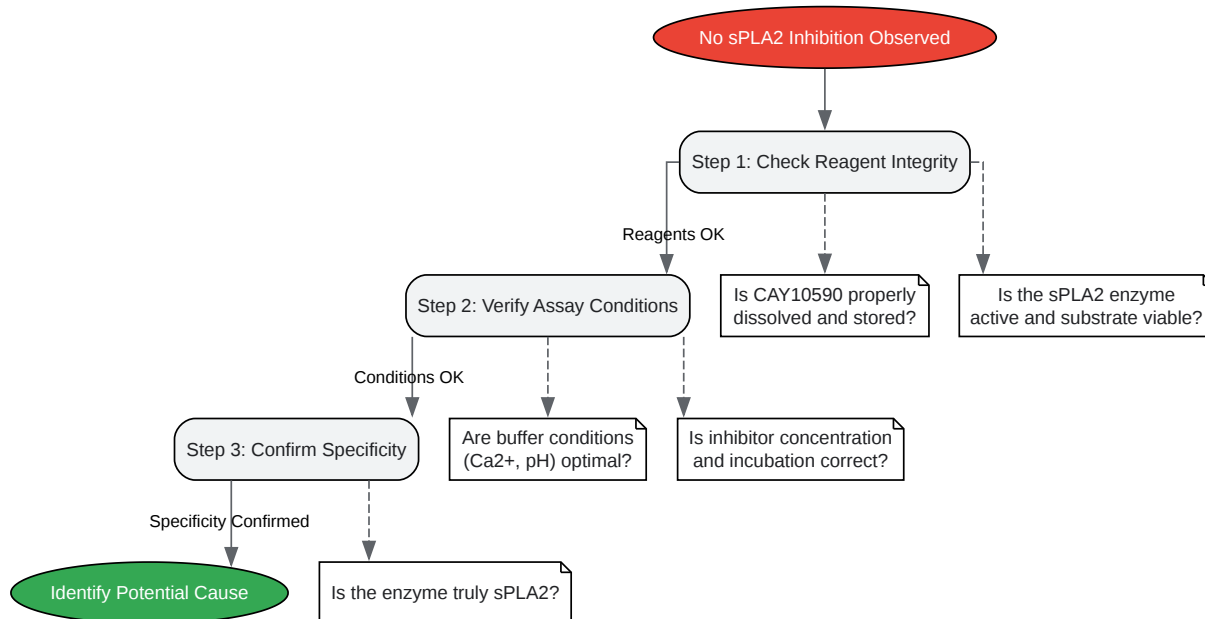 No sPLA2 Inhibition Observed
Step 1: Check Reagent Integrity
Reagents OK
Step 2: Verify Assay Conditions
Is CAY10590 properly
dissolved and stored?
Is the sPLA2 enzyme
active and substrate viable?
Conditions OK
Step 3: Confirm Specificity
Are buffer conditions
(Ca2+, pH) optimal?
Is inhibitor concentration
and incubation correct?
Specificity Confirmed
Identify Potential Cause
Is the enzyme truly sPLA2?